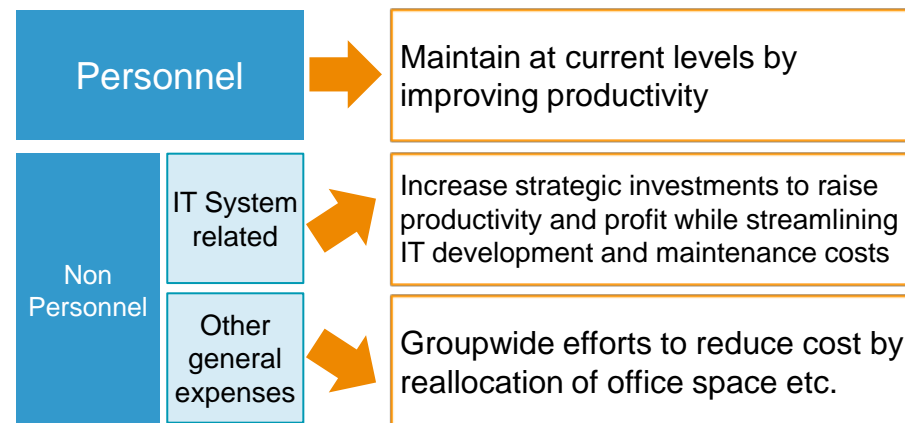 Personnel
Maintain at current levels by
improving productivity
Non
Personnel
IT System
related
Increase strategic investments to raise
productivity and profit while streamlining
IT development and maintenance costs
Other
general
expenses
Groupwide efforts to reduce cost by
reallocation of office space etc.